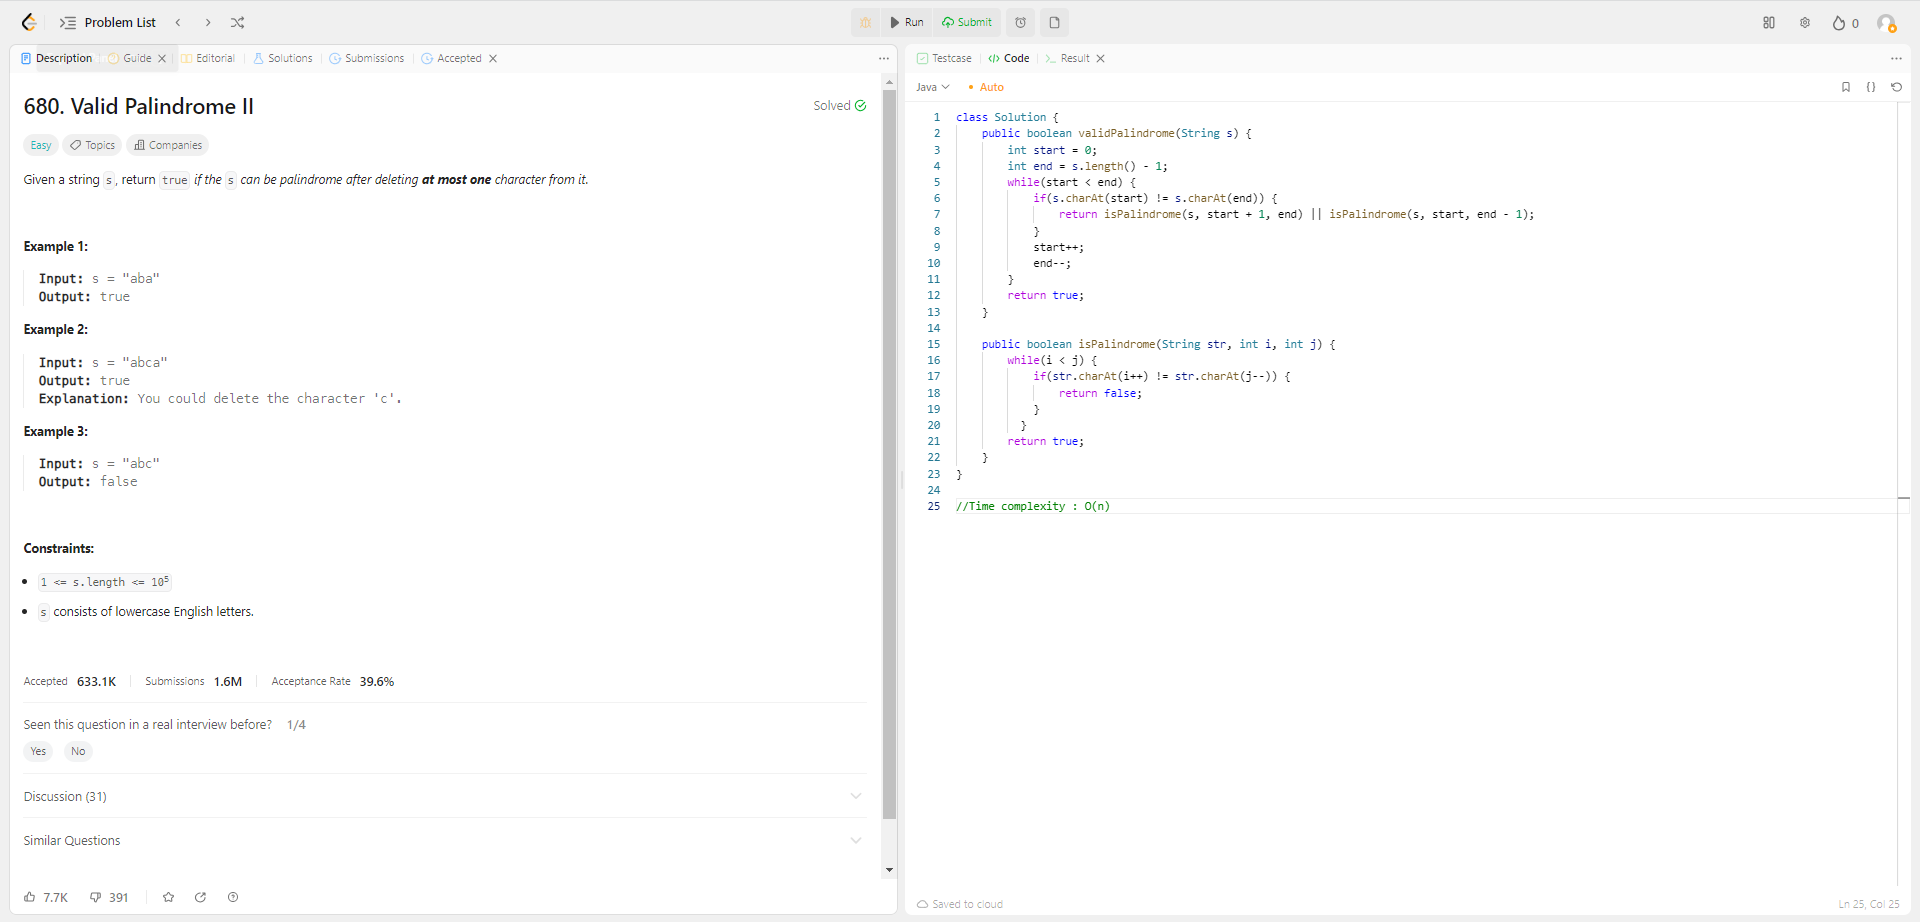 Problem List
Run
Submit
0
Description
Guide
Editorial
Solutions
Submissions
Accepted
680. Valid Palindrome II
Solved
Easy
Topics
Companies
Given a string s, return true if the s can be palindrome after deleting at most one character from it.
Example 1:
Input: s = "aba"
Output: true
Example 2:
Input: s = "abca"
Output: true
Explanation: You could delete the character 'c'.
Example 3:
Input: s = "abc"
Output: false
Constraints:
1 <= s.length <= 10⁵
s consists of lowercase English letters.
Accepted 633.1K Submissions 1.6M Acceptance Rate 39.6%
Seen this question in a real interview before? 1/4
Yes No
Discussion (31)
Similar Questions
7.7K 391
Testcase
Code
Result
Java
Auto
1 class Solution {
2     public boolean validPalindrome(String s) {
3         int start = 0;
4         int end = s.length() - 1;
5         while(start < end) {
6             if(s.charAt(start) != s.charAt(end)) {
7                 return isPalindrome(s, start + 1, end) || isPalindrome(s, start, end - 1);
8             }
9             start++;
10             end--;
11         }
12         return true;
13     }
14
15     public boolean isPalindrome(String str, int i, int j) {
16         while(i < j) {
17             if(str.charAt(i++) != str.charAt(j--)) {
18                 return false;
19             }
20           }
21         return true;
22     }
23 }
24
25 //Time complexity : O(n)
Saved to cloud
Ln 25, Col 25